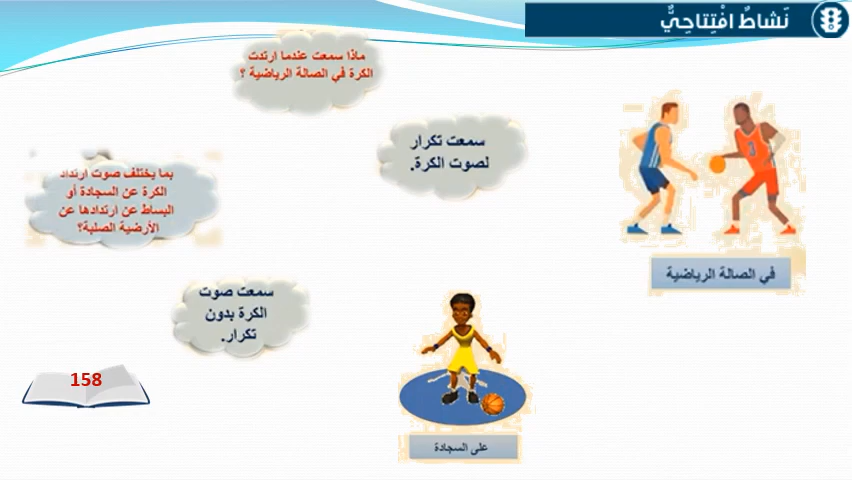 نَشاطٌ افْتِتاحِيٌّ
ماذا سمعت عندما ارتدت
الكرة في الصالة الرياضية ؟
سمعت تكرار
لصوت الكرة.
في الصالة الرياضية
بما يختلف صوت ارتداد
الكرة عن السجادة أو
البساط عن ارتدادها عن
الأرضية الصلبة؟
سمعت صوت
الكرة بدون
تكرار.
على السجادة
158